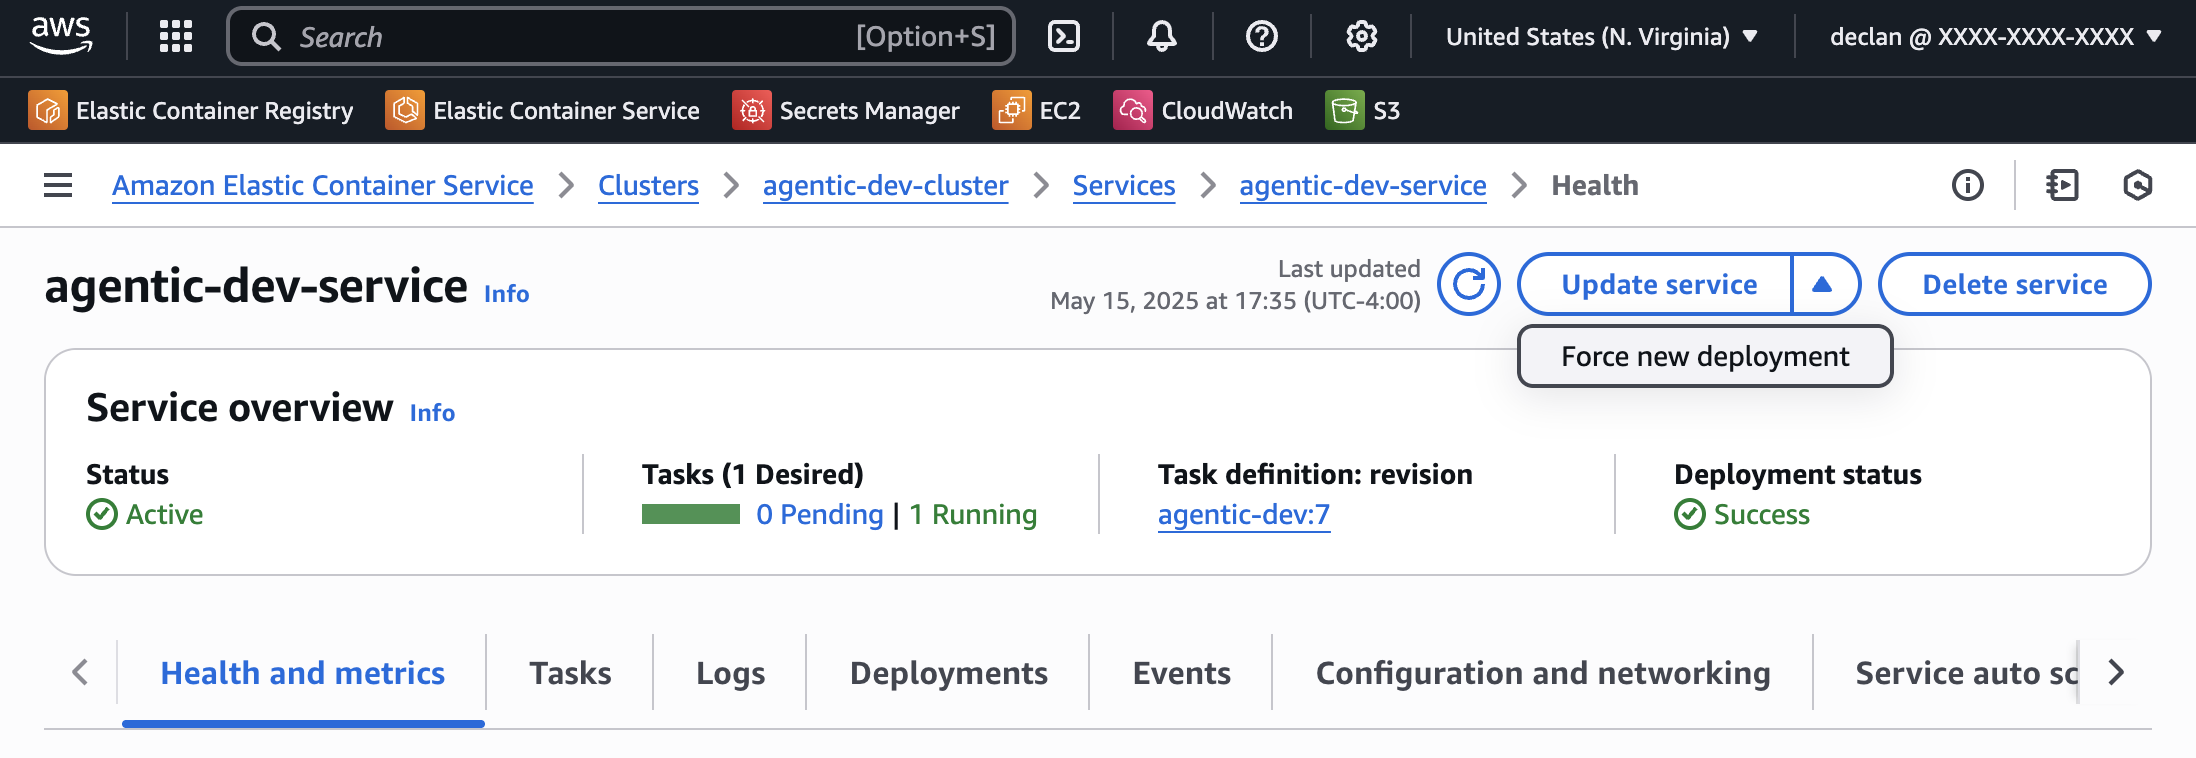 aws
Search [Option+S] United States (N. Virginia) declan @ XXXX-XXXX-XXXX
Elastic Container Registry Elastic Container Service Secrets Manager EC2 CloudWatch S3
Amazon Elastic Container Service Clusters agentic-dev-cluster Services agentic-dev-service Health
agentic-dev-service Info
Last updated
May 15, 2025 at 17:35 (UTC-4:00)
Update service
Delete service
Force new deployment
Service overview Info
Status
Active
Tasks (1 Desired)
0 Pending | 1 Running
Task definition: revision
agentic-dev:7
Deployment status
Success
Health and metrics Tasks Logs Deployments Events Configuration and networking Service auto sc